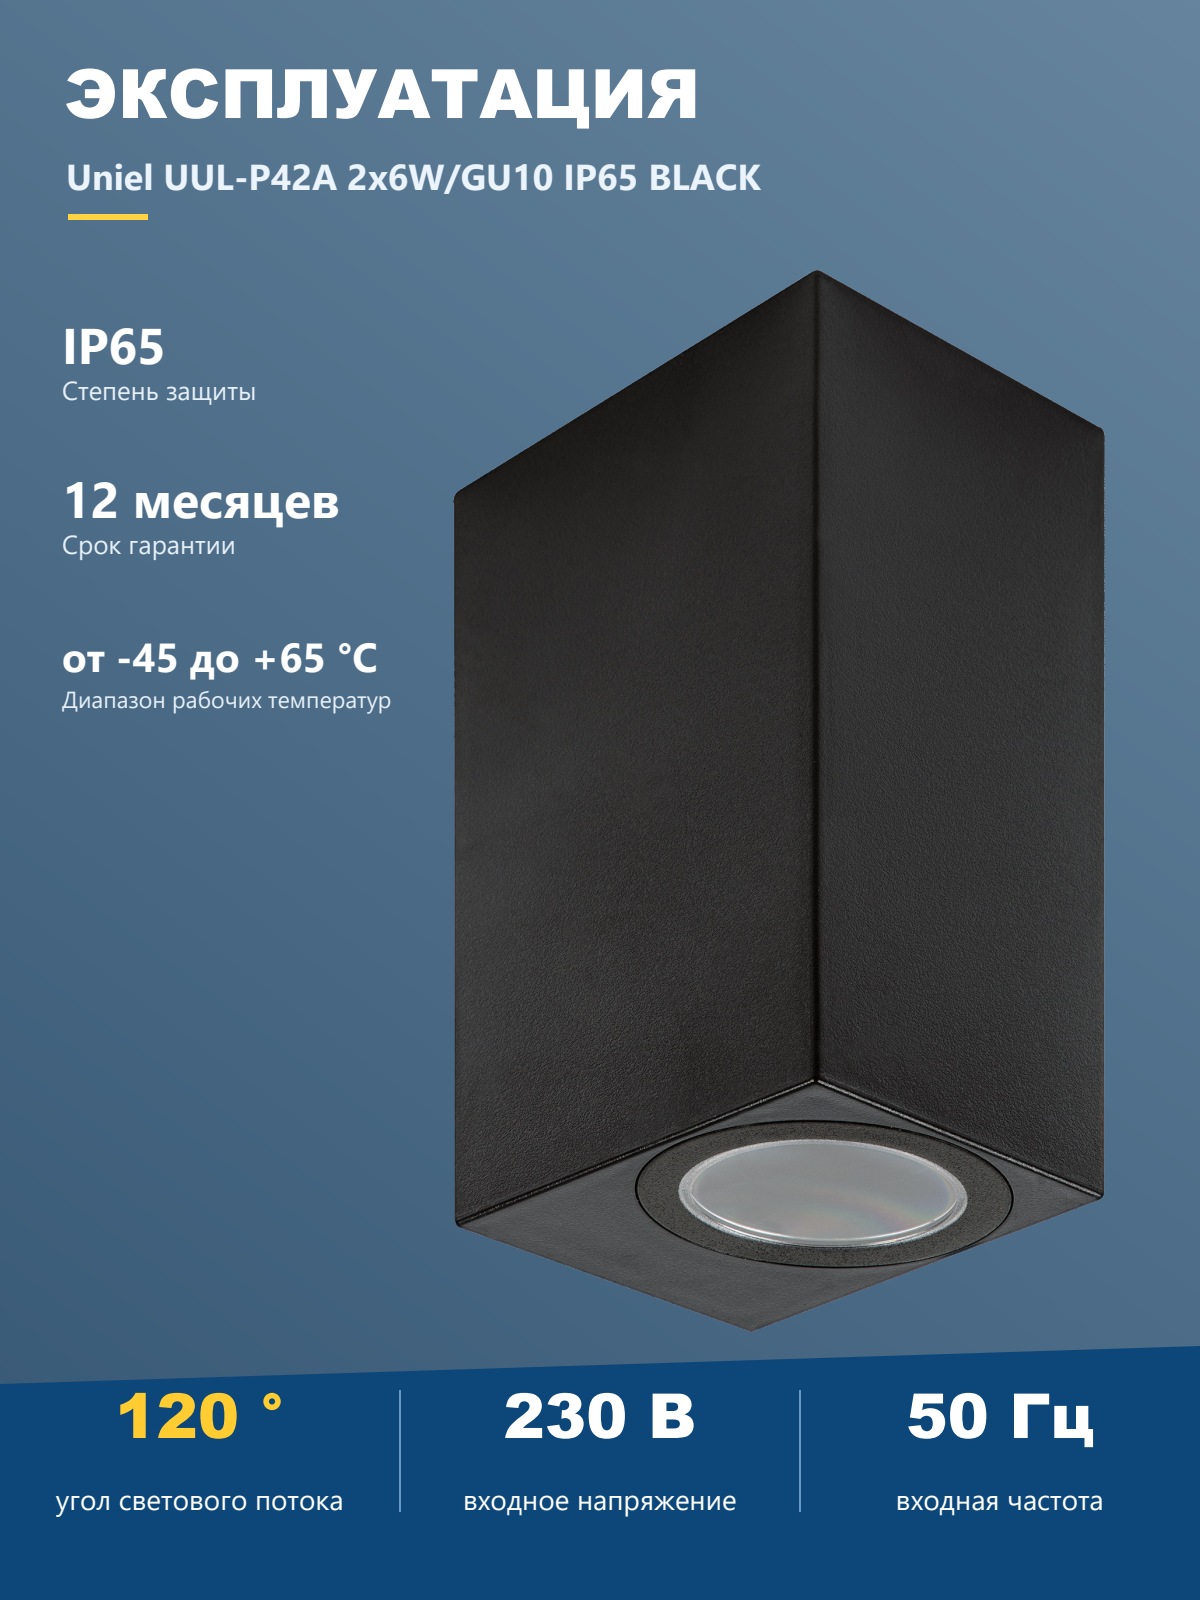 ЭКСПЛУАТАЦИЯ
Uniel UUL-P42A 2x6W/GU10 IP65 BLACK
IP65
Степень защиты
12 месяцев
Срок гарантии
от -45 до +65 °C
Диапазон рабочих температур
120 °
угол светового потока
230 В
входное напряжение
50 Гц
входная частота